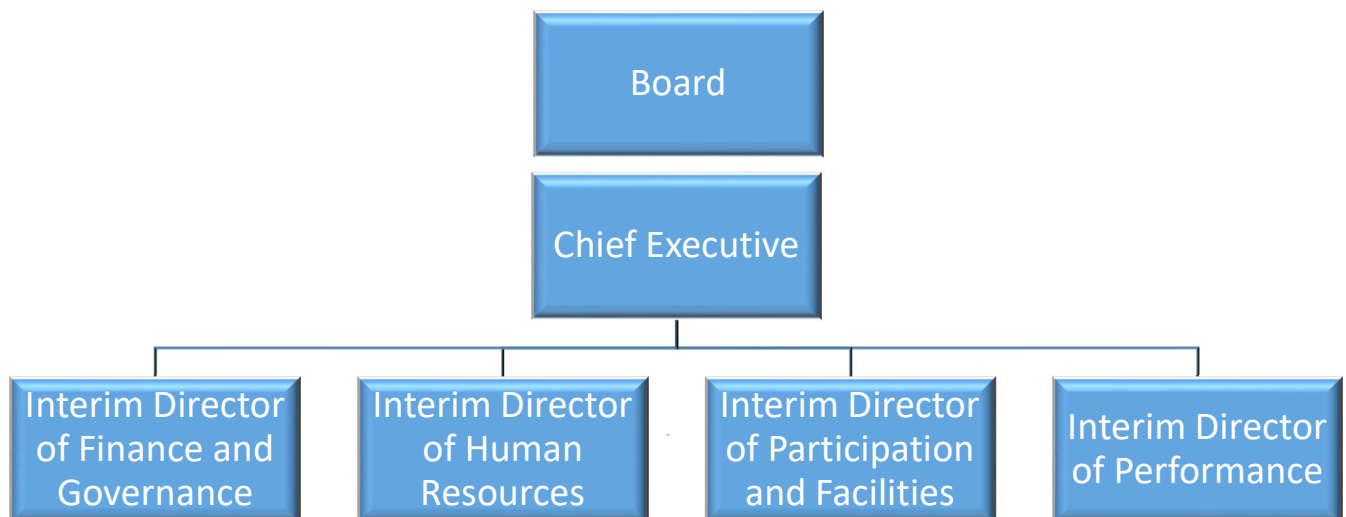 Board
Chief Executive
Interim Director
of Finance and
Governance
Interim Director
of Human
Resources
Interim Director
of Participation
and Facilities
Interim Director
of Performance